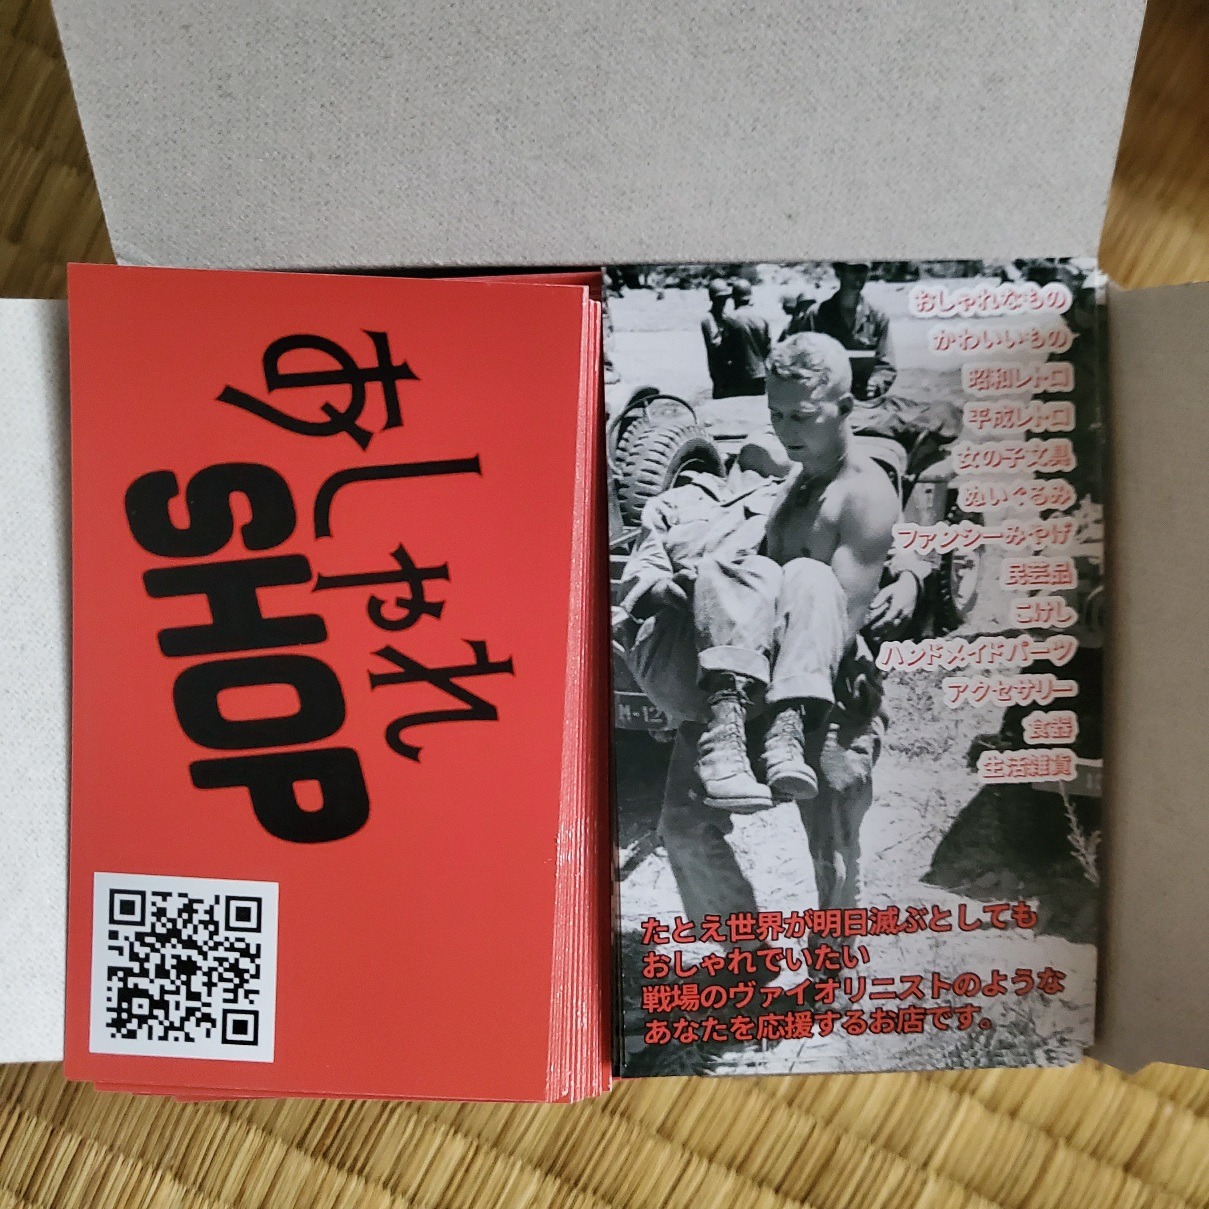 おしゃれ
SHOP
おしゃれなもの
かわいいもの
昭和レトロ
平成レトロ
女の子文具
ぬいぐるみ
ファンシーみやげ
民芸品
こけし
ハンドメイドパーツ
アクセサリー
食器
生活雑貨
M-12
たとえ世界が明日滅ぶとしても
おしゃれでいたい
戦場のヴァイオリニストのような
あなたを応援するお店です。